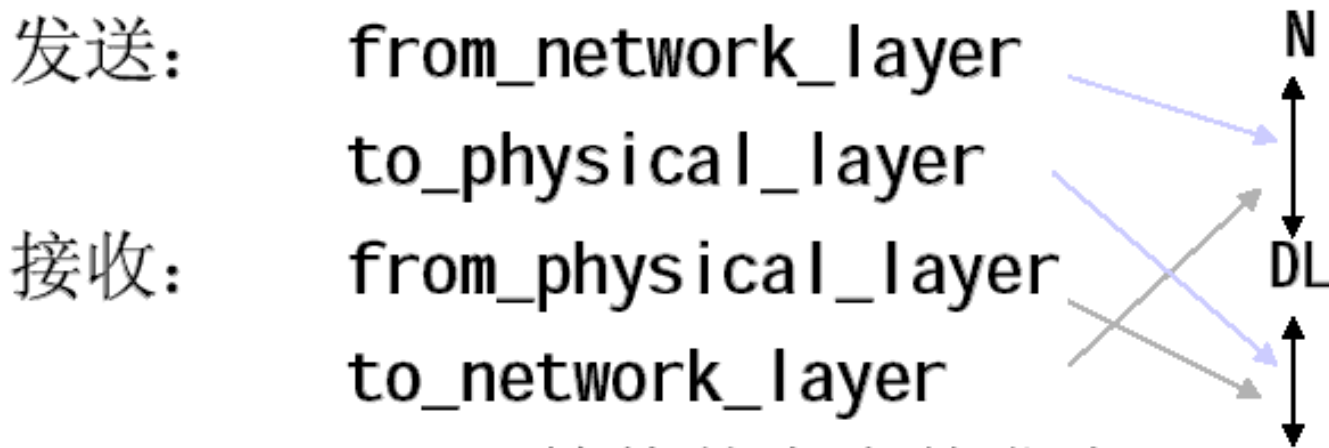 发送： from_network_layer N
to_physical_layer
接收： from_physical_layer DL
to_network_layer